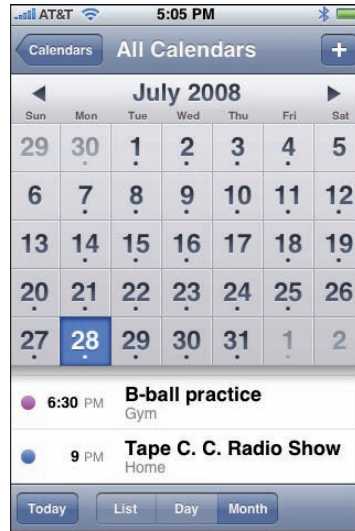 AT&T 5:05 PM
Calendars All Calendars +
July 2008
Sun Mon Tue Wed Thu Fri Sat
29 30 1 2 3 4 5
6 7 8 9 10 11 12
13 14 15 16 17 18 19
20 21 22 23 24 25 26
27 28 29 30 31 1 2
6:30 PM B-ball practice
Gym
9 PM Tape C. C. Radio Show
Home
Today List Day Month